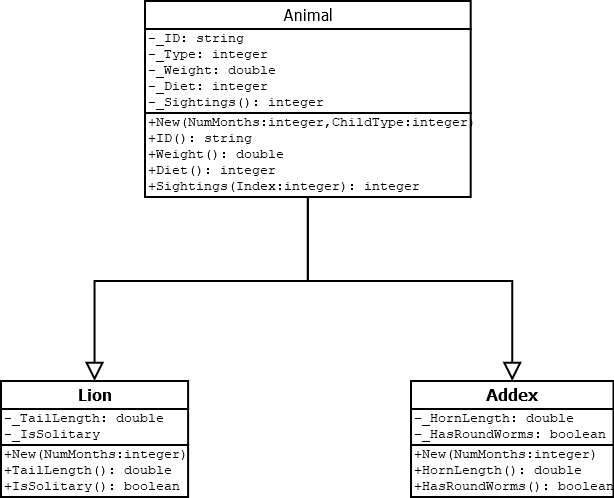 Animal
-_ID: string
-_Type: integer
-_Weight: double
-_Diet: integer
-_Sightings(): integer
+New(NumMonths:integer,ChildType:integer)
+ID(): string
+Weight(): double
+Diet(): integer
+Sightings(Index:integer): integer
Lion
-_TailLength: double
-_IsSolitary
+New(NumMonths:integer)
+TailLength(): double
+IsSolitary(): boolean
Addex
-_HornLength: double
-_HasRoundWorms: boolean
+New(NumMonths:integer)
+HornLength(): double
+HasRoundWorms(): boolean